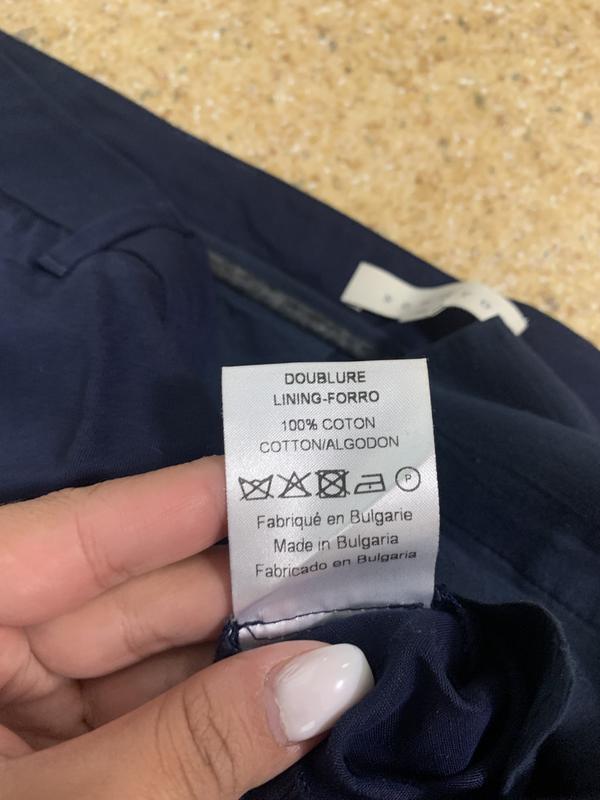 DOUBLURE
LINING-FORRO
100% COTON
COTTON/ALGODON
P
Fabriqué en Bulgarie
Made in Bulgaria
Fabricado en Bulgaria